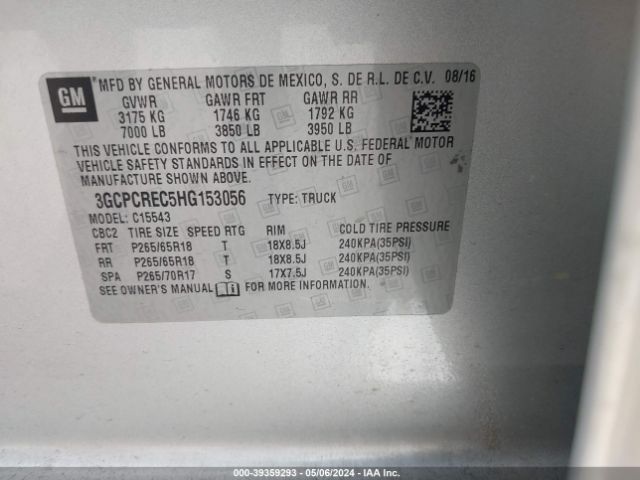 GM
*MFD BY GENERAL MOTORS DE MEXICO, S. DE R.L. DE C.V. 08/16
GVWR GAWR FRT GAWR RR
3175 KG 1746 KG 1792 KG
7000 LB 3850 LB 3950 LB
THIS VEHICLE CONFORMS TO ALL APPLICABLE U.S. FEDERAL MOTOR
VEHICLE SAFETY STANDARDS IN EFFECT ON THE DATE OF
MANUFACTURE SHOWN ABOVE.
3GCPCREC5HG153056 TYPE: TRUCK
MODEL: C15543
CBC2 TIRE SIZE SPEED RTG RIM COLD TIRE PRESSURE
FRT P265/65R18 T 18X8.5J 240KPA(35PSI)
RR P265/65R18 T 18X8.5J 240KPA(35PSI)
SPA P265/70R17 S 17X7.5J 240KPA(35PSI)
SEE OWNER'S MANUAL FOR MORE INFORMATION.
000-39359293 - 05/06/2024 - IAA Inc.